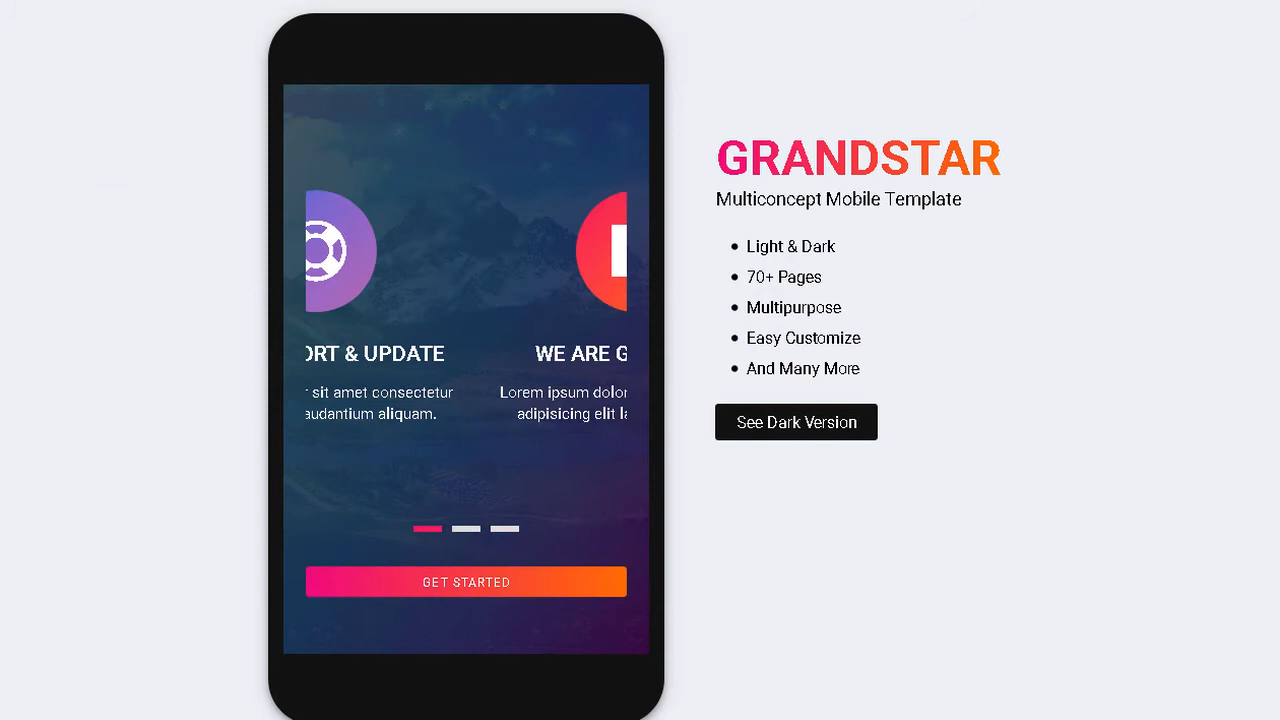 ORT & UPDATE
sit amet consectetur
audantium aliquam.
WE ARE G
Lorem ipsum dolor
adipisicing elit la
GET STARTED
GRANDSTAR
Multiconcept Mobile Template
Light & Dark
70+ Pages
Multipurpose
Easy Customize
And Many More
See Dark Version